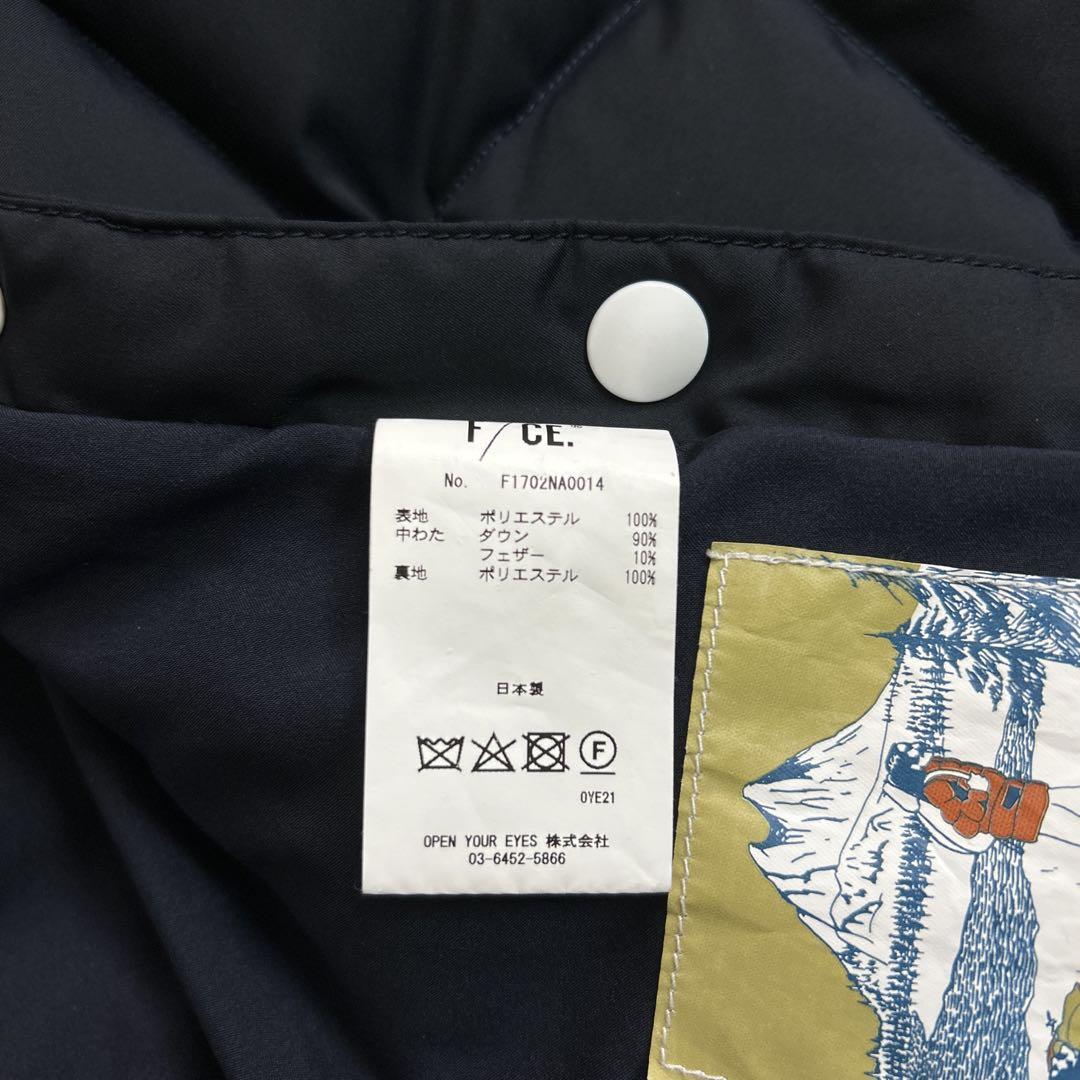 F/CE.
No. F1702NA0014
表地 ポリエステル 100%
中わた ダウン 90%
フェザー 10%
裏地 ポリエステル 100%
日本製
F
OYE21
OPEN YOUR EYES 株式会社
03-6452-5866